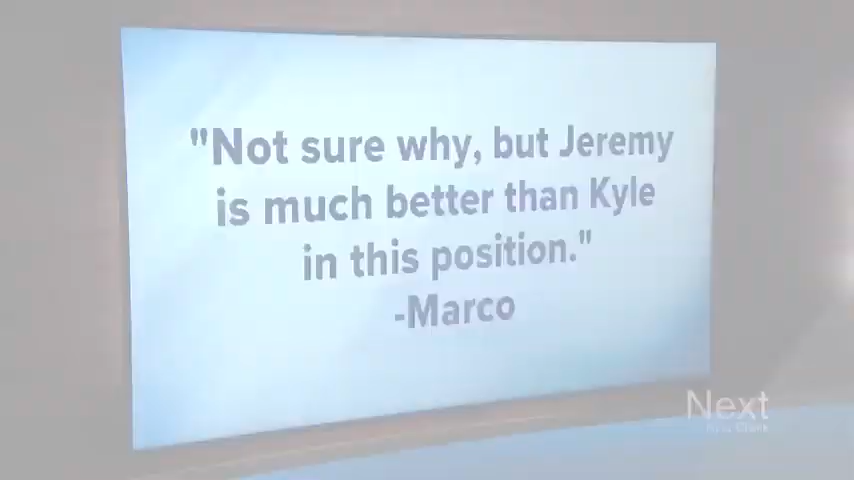 "Not sure why, but Jeremy
is much better than Kyle
in this position."
-Marco
Next